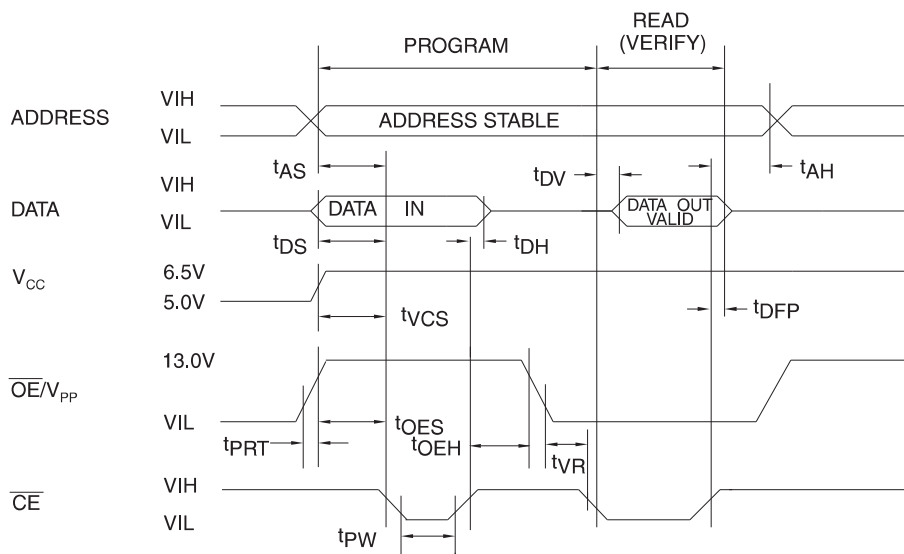 READ
(VERIFY)
PROGRAM
VIH
ADDRESS
ADDRESS STABLE
VIL
tAS
tDV
tAH
VIH
DATA
DATA IN
DATA OUT
VALID
VIL
tDS
tDH
VCC
6.5V
5.0V
tVCS
tDFP
13.0V
OE/VPP
VIL
tOES
tPRT
tOEH
tVR
VIH
CE
VIL
tPW